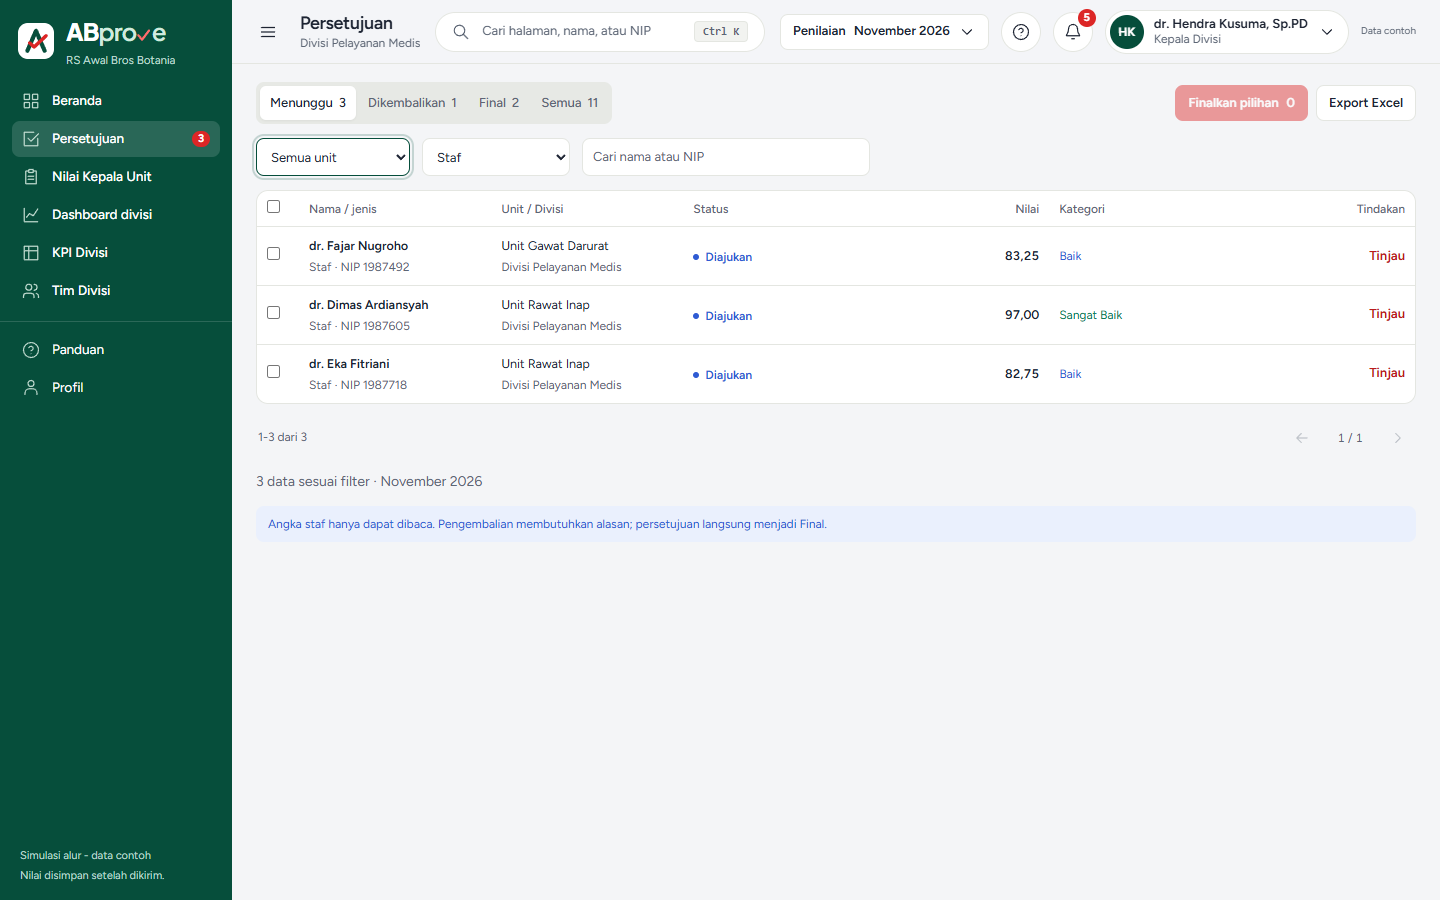 ABprove
RS Awal Bros Botania
Beranda
Persetujuan 3
Nilai Kepala Unit
Dashboard divisi
KPI Divisi
Tim Divisi
Panduan
Profil
Simulasi alur - data contoh
Nilai disimpan setelah dikirim.
Persetujuan
Divisi Pelayanan Medis
Cari halaman, nama, atau NIP Ctrl K
Penilaian November 2026
5
HK
dr. Hendra Kusuma, Sp.PD
Kepala Divisi
Data contoh
Menunggu 3 Dikembalikan 1 Final 2 Semua 11
Finalkan pilihan 0 Export Excel
Semua unit Staf Cari nama atau NIP
Nama / jenis Unit / Divisi Status Nilai Kategori Tindakan
dr. Fajar Nugroho Unit Gawat Darurat
Diajukan 83,25 Baik Tinjau
Staf · NIP 1987492 Divisi Pelayanan Medis
dr. Dimas Ardiansyah Unit Rawat Inap
Diajukan 97,00 Sangat Baik Tinjau
Staf · NIP 1987605 Divisi Pelayanan Medis
dr. Eka Fitriani Unit Rawat Inap
Diajukan 82,75 Baik Tinjau
Staf · NIP 1987718 Divisi Pelayanan Medis
1-3 dari 3 1 / 1
3 data sesuai filter · November 2026
Angka staf hanya dapat dibaca. Pengembalian membutuhkan alasan; persetujuan langsung menjadi Final.